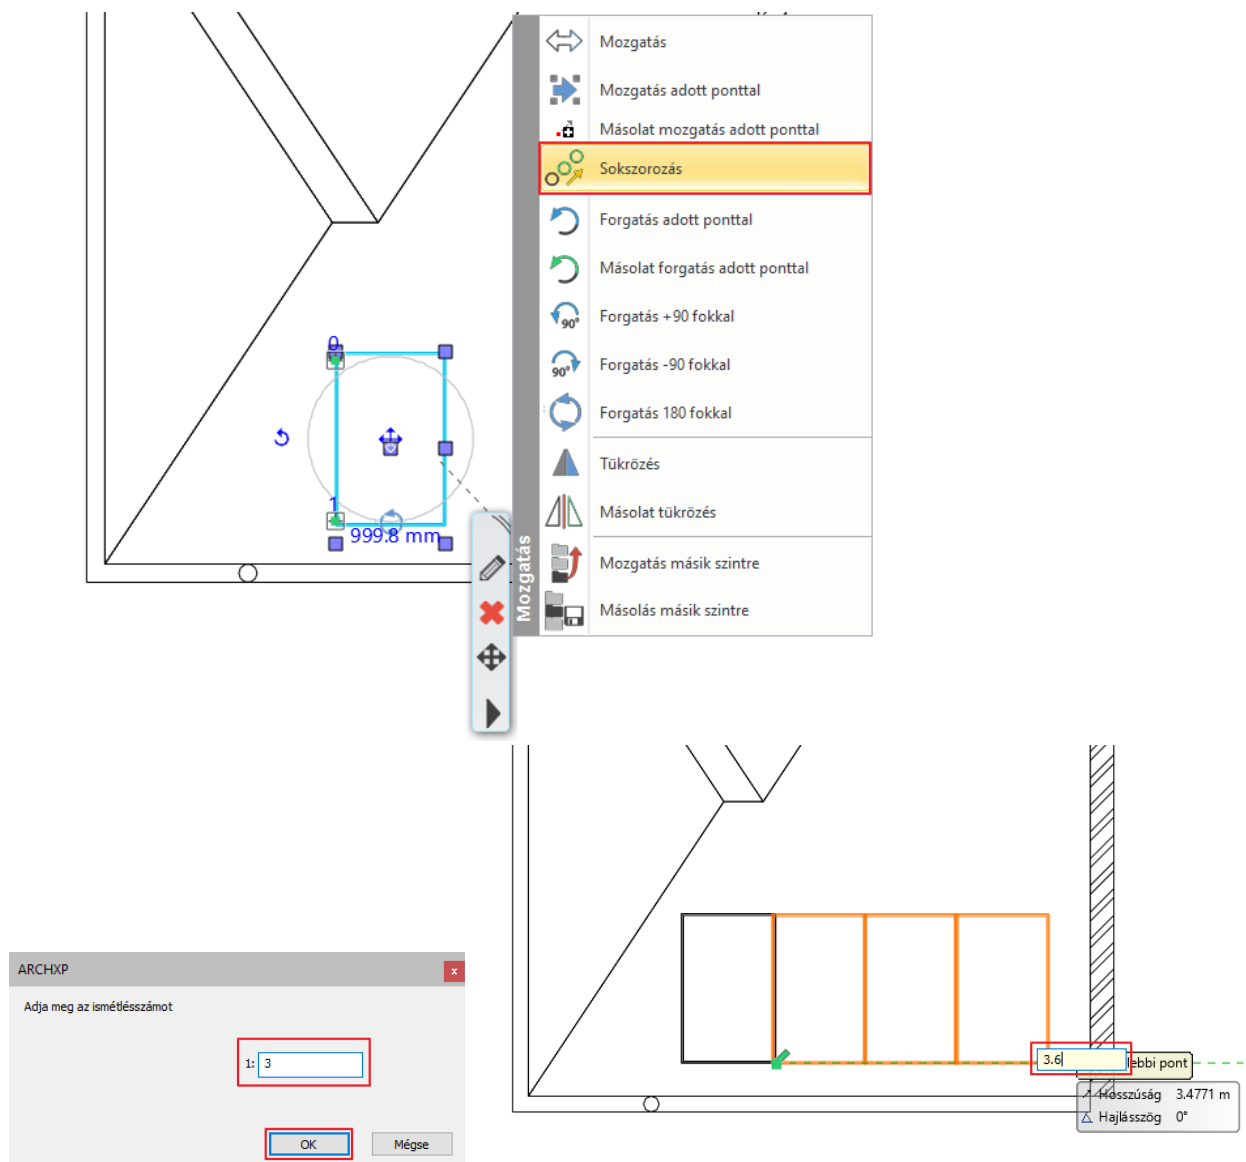 Mozgatás
Mozgatás adott ponttal
Másolat mozgatás adott ponttal
Sokszorozás
Forgatás adott ponttal
Másolat forgatás adott ponttal
90°
Forgatás +90 fokkal
90°
Forgatás -90 fokkal
Forgatás 180 fokkal
Tükrözés
Másolat tükrözés
Mozgatás másik szintre
Másolás másik szintre
Mozgatás
0
1
999.8 mm
ARCHXP
Adja meg az ismétlésszámot
1: 3
OK
Mégse
3.6
pont
Hosszúság 3.4771 m
Hajlásszög 0°